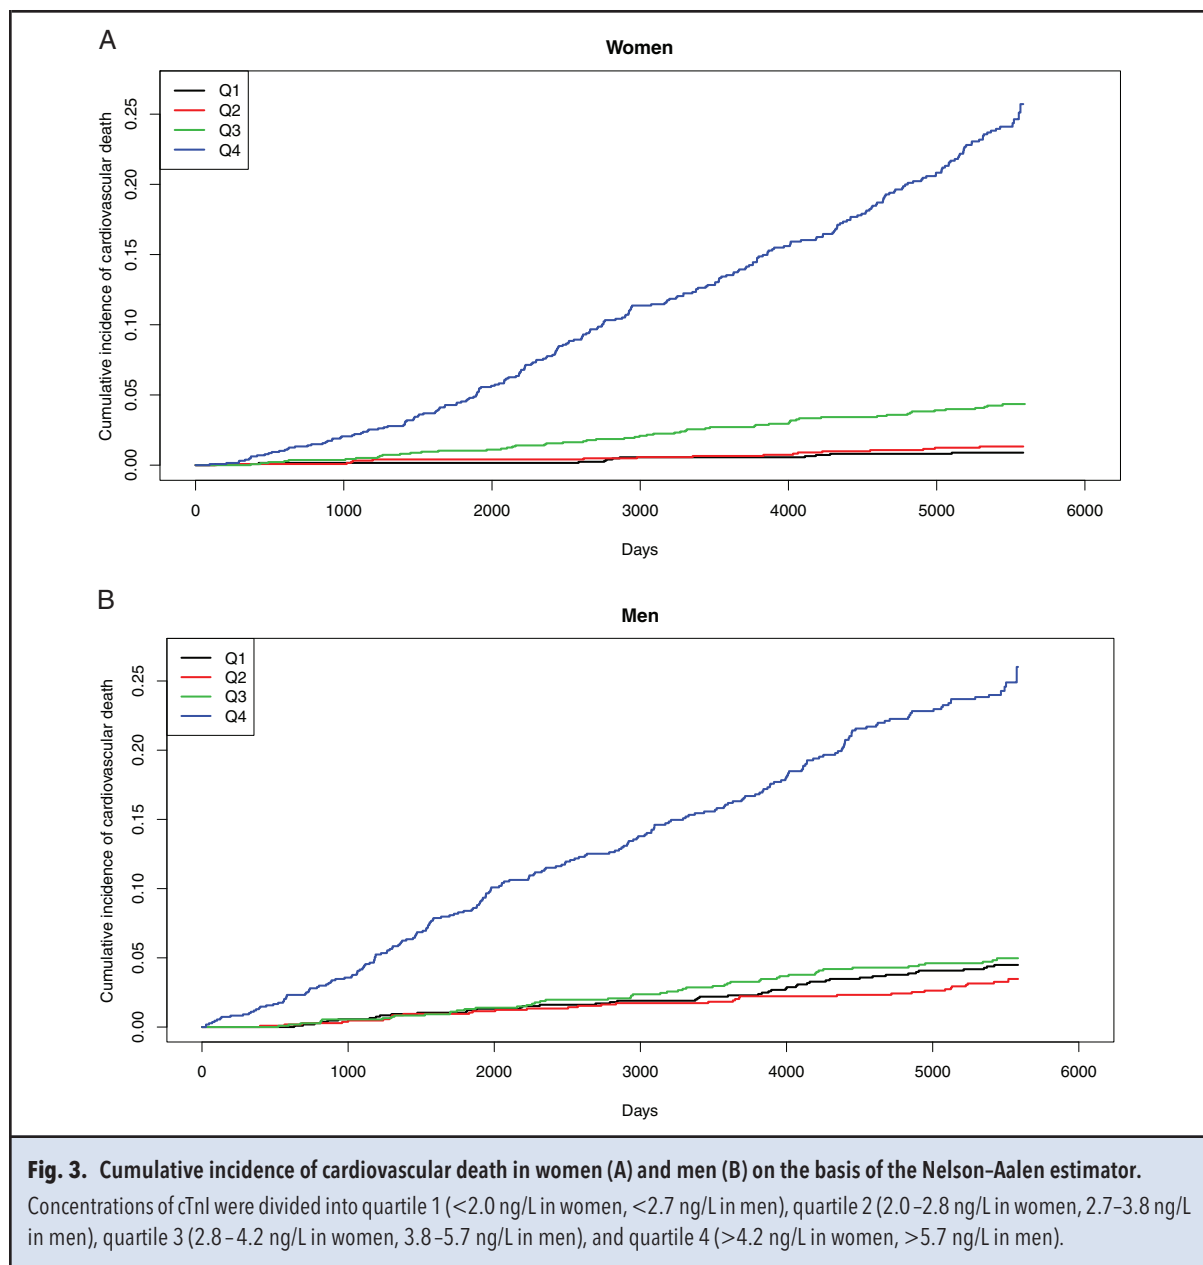 A
Women
Q1
Q2
Q3
Q4
Cumulative incidence of cardiovascular death
0.25
0.20
0.15
0.10
0.05
0.00
0 1000 2000 3000 4000 5000 6000
Days
B
Men
Q1
Q2
Q3
Q4
Cumulative incidence of cardiovascular death
0.25
0.20
0.15
0.10
0.05
0.00
0 1000 2000 3000 4000 5000 6000
Days
Fig. 3. Cumulative incidence of cardiovascular death in women (A) and men (B) on the basis of the Nelson–Aalen estimator.
Concentrations of cTnI were divided into quartile 1 (<2.0 ng/L in women, <2.7 ng/L in men), quartile 2 (2.0–2.8 ng/L in women, 2.7–3.8 ng/L
in men), quartile 3 (2.8–4.2 ng/L in women, 3.8–5.7 ng/L in men), and quartile 4 (>4.2 ng/L in women, >5.7 ng/L in men).